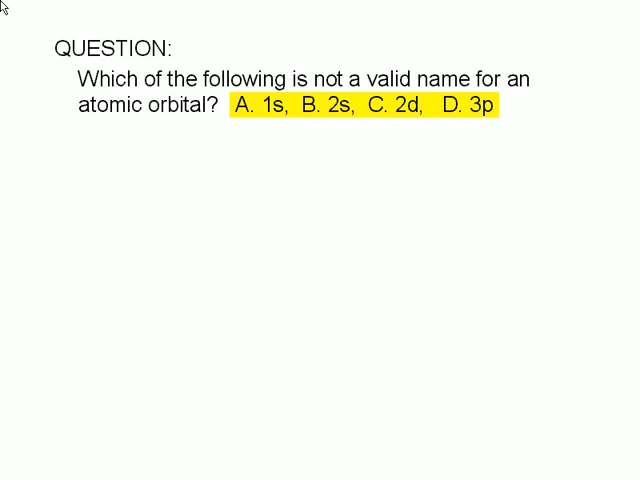 QUESTION:
Which of the following is not a valid name for an
atomic orbital? A. 1s, B. 2s, C. 2d, D. 3p